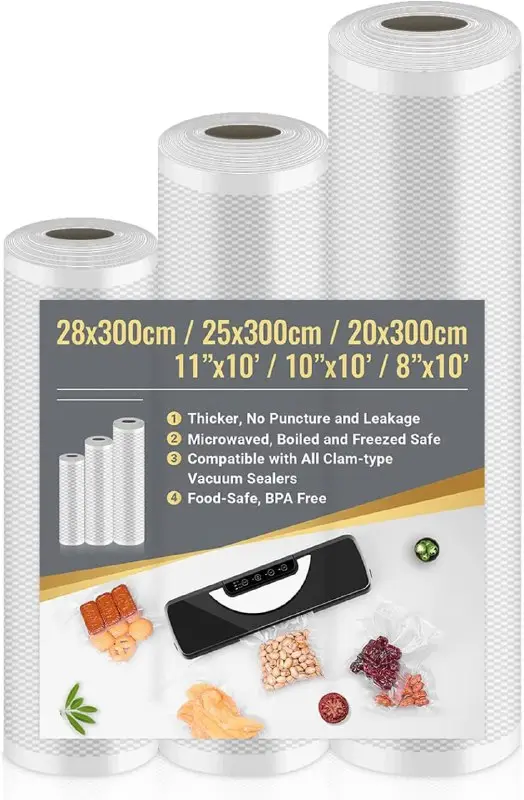 28x300cm / 25x300cm / 20x300cm
11”x10’ / 10”x10’ / 8”x10’
1 Thicker, No Puncture and Leakage
2 Microwaved, Boiled and Freezed Safe
3 Compatible with All Clam-type
Vacuum Sealers
4 Food-Safe, BPA Free